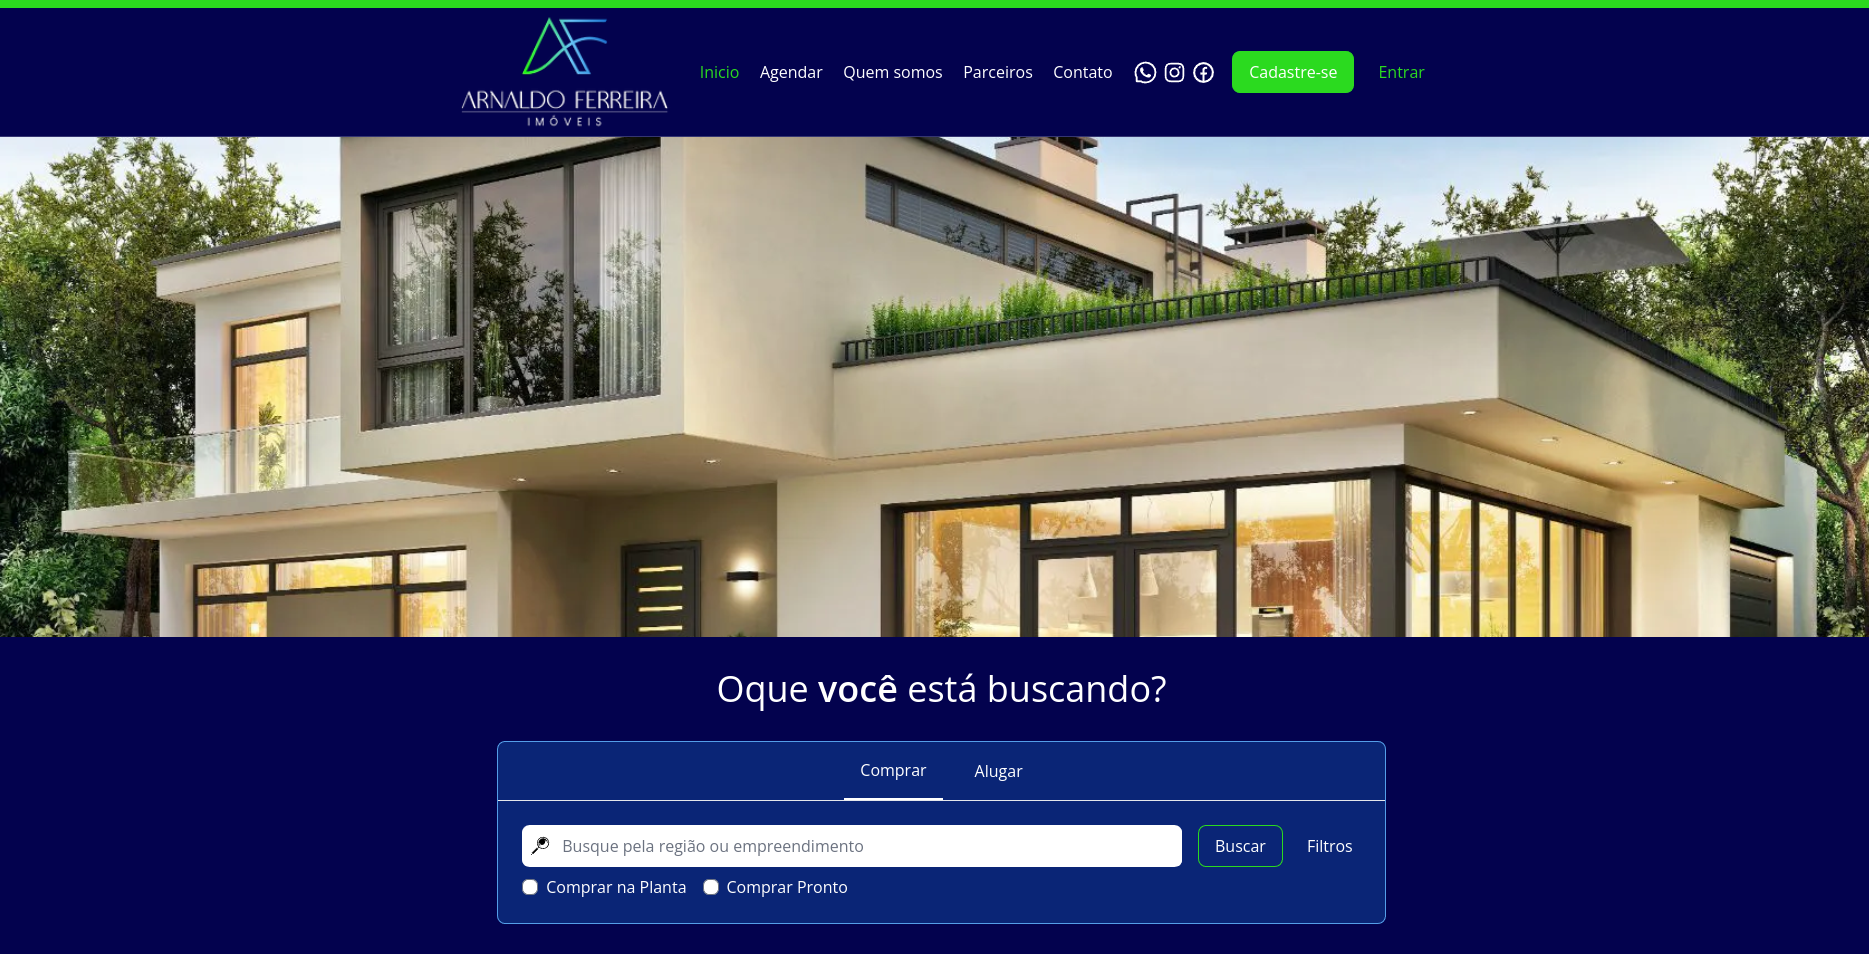 ARNALDO FERREIRA
IMÓVEIS
Inicio Agendar Quem somos Parceiros Contato Cadastre-se Entrar
Oque você está buscando?
Comprar Alugar
Busque pela região ou empreendimento Buscar Filtros
Comprar na Planta Comprar Pronto